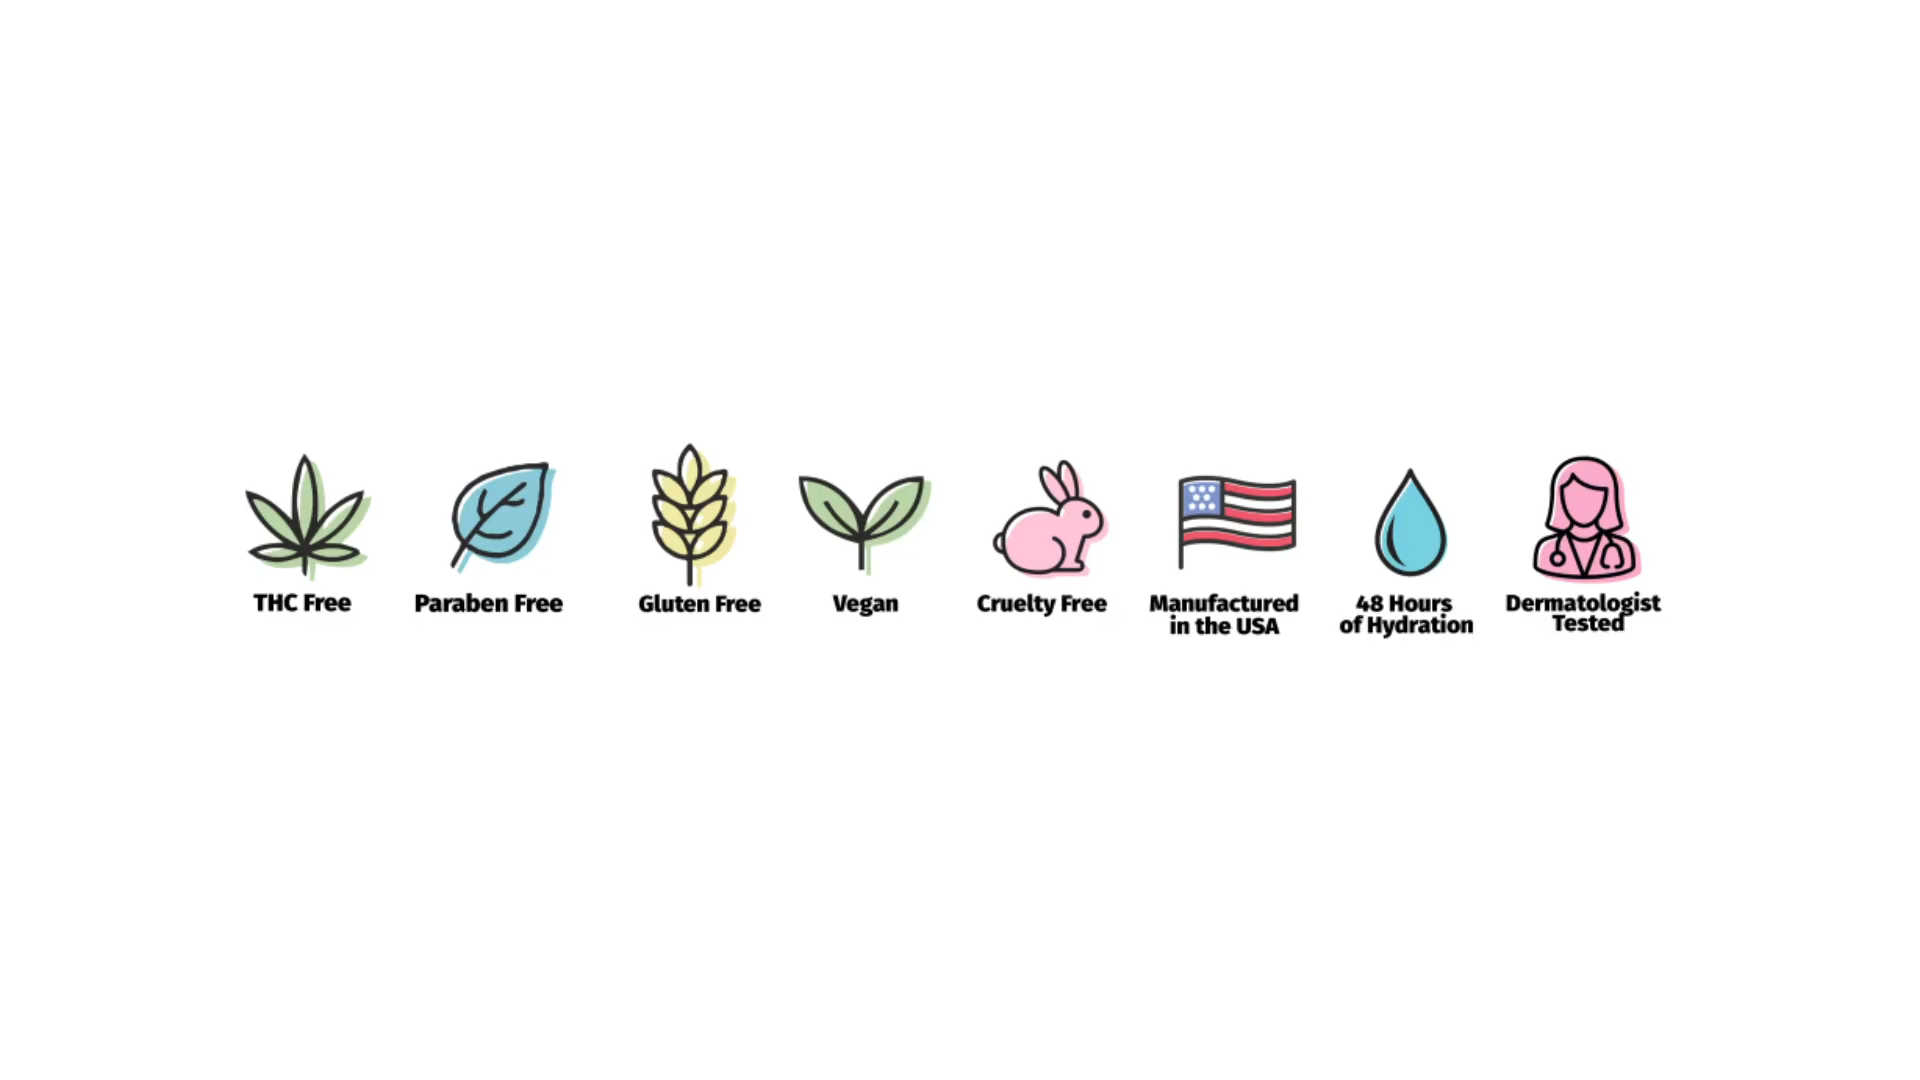 THC Free
Paraben Free
Gluten Free
Vegan
Cruelty Free
Manufactured
in the USA
48 Hours
of Hydration
Dermatologist
Tested